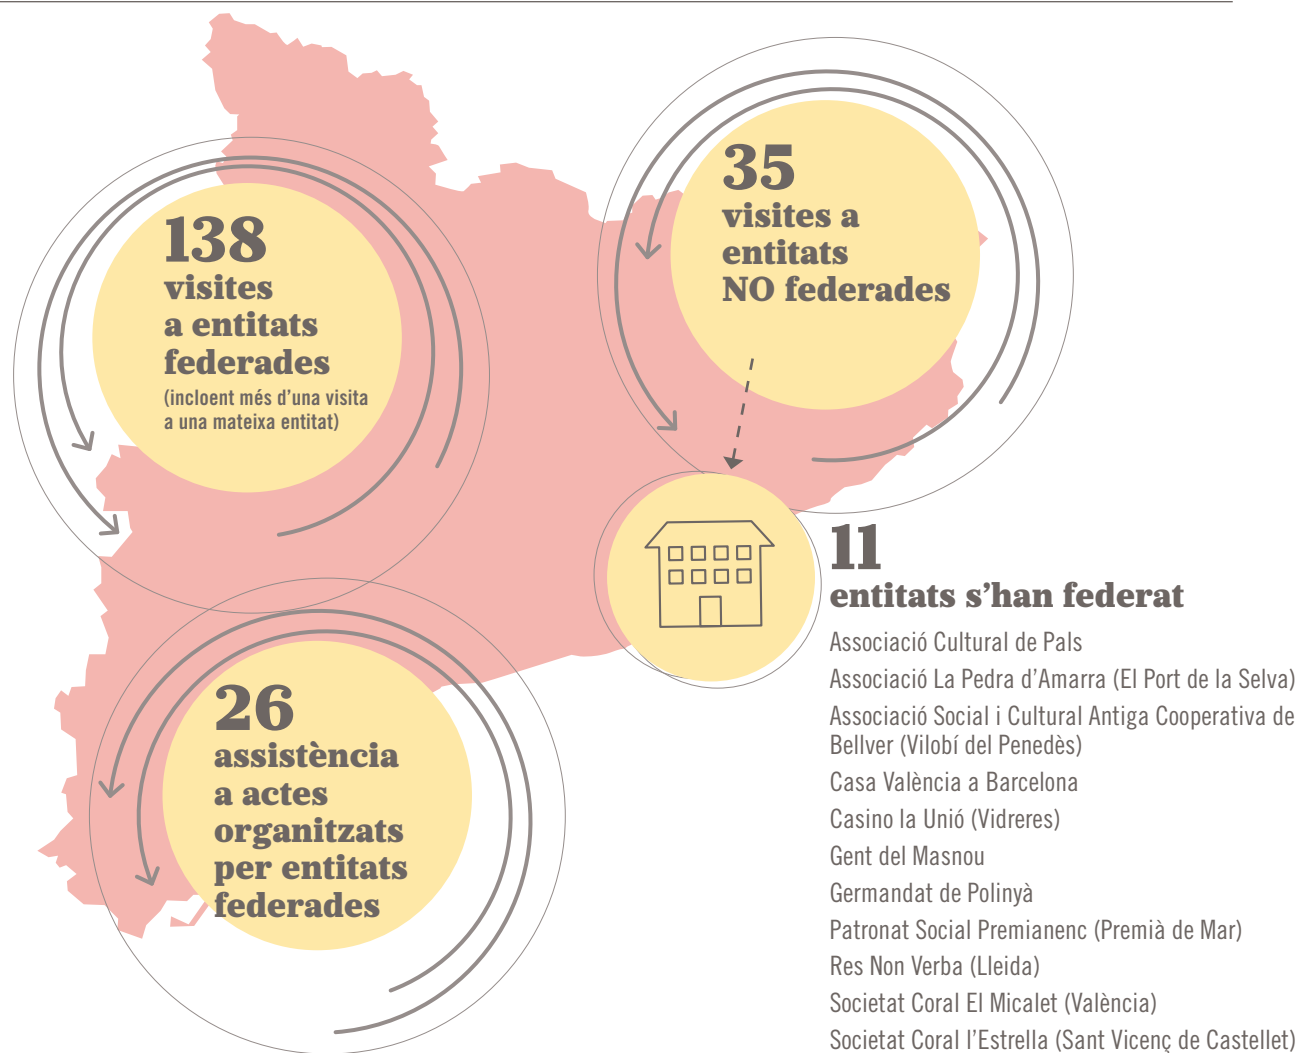 138
visites
a entitats
federades
(incloent més d’una visita
a una mateixa entitat)
35
visites a
entitats
NO federades
26
assistència
a actes
organitzats
per entitats
federades
11
entitats s’han federat
Associació Cultural de Pals
Associació La Pedra d’Amarra (El Port de la Selva)
Associació Social i Cultural Antiga Cooperativa de
Bellver (Vilobí del Penedès)
Casa València a Barcelona
Casino la Unió (Vidreres)
Gent del Masnou
Germandat de Polinyà
Patronat Social Premianenc (Premià de Mar)
Res Non Verba (Lleida)
Societat Coral El Micalet (València)
Societat Coral l’Estrella (Sant Vicenç de Castellet)